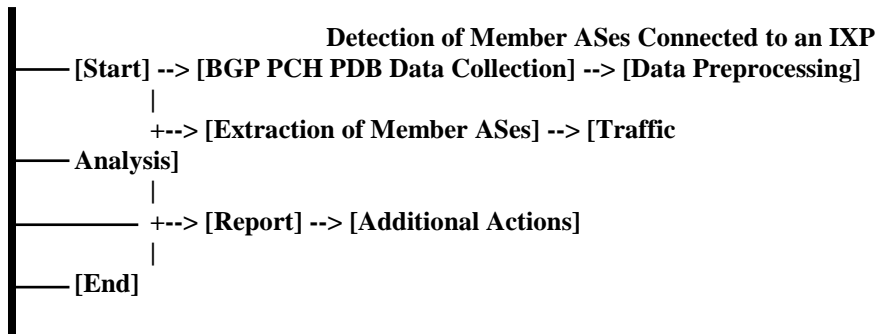 Detection of Member ASes Connected to an IXP
[Start] --> [BGP PCH PDB Data Collection] --> [Data Preprocessing]
|
+--> [Extraction of Member ASes] --> [Traffic
Analysis]
|
+--> [Report] --> [Additional Actions]
|
[End]